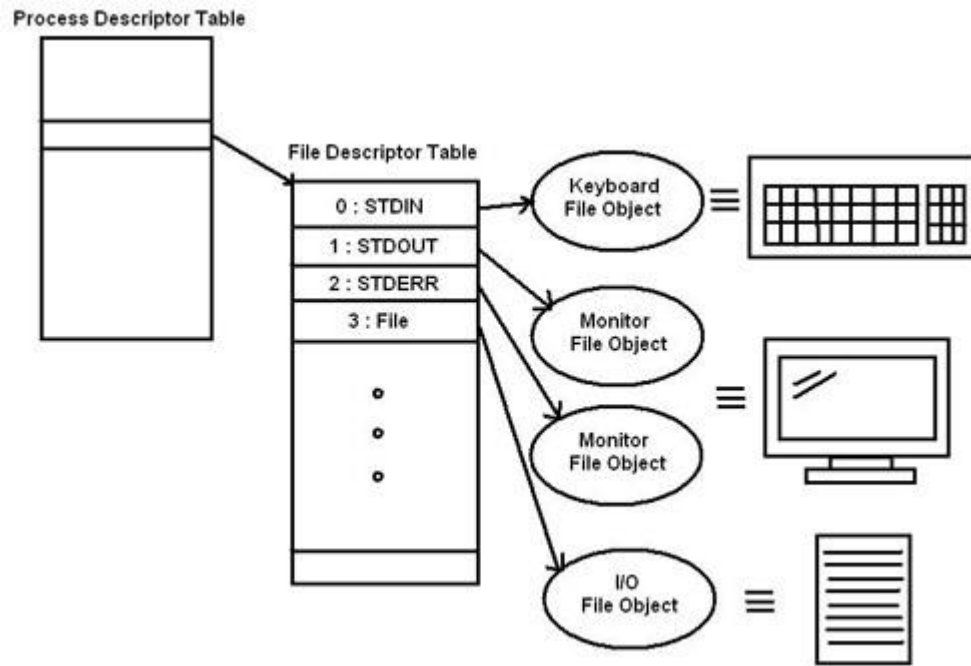 Process Descriptor Table
File Descriptor Table
0 : STDIN
1 : STDOUT
2 : STDERR
3 : File
Keyboard
File Object
Monitor
File Object
Monitor
File Object
I/O
File Object